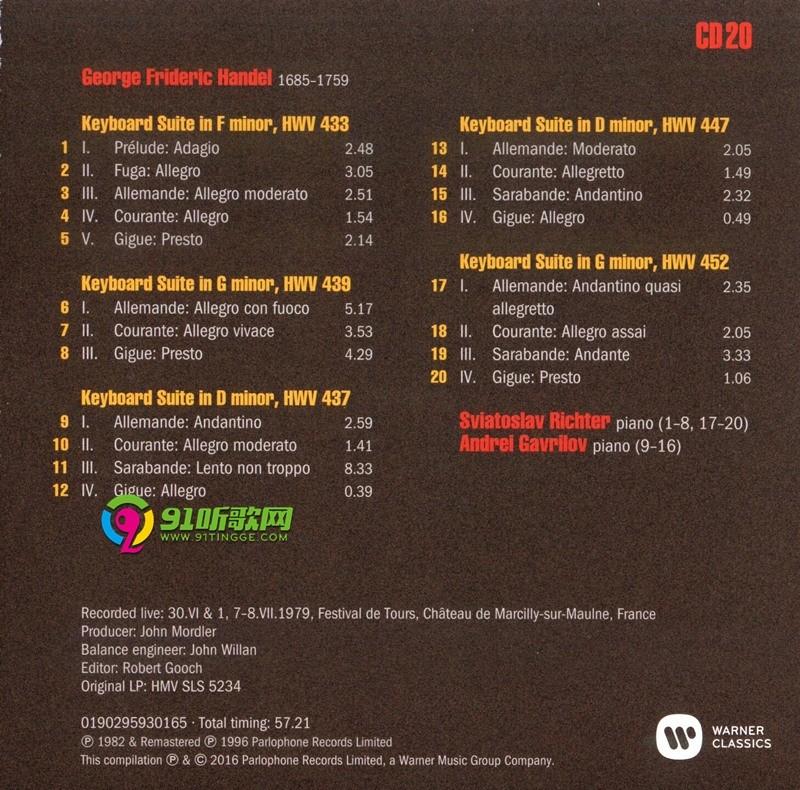 CD 20
George Frideric Handel 1685–1759
Keyboard Suite in F minor, HWV 433
1 I. Prélude: Adagio 2.48
2 II. Fuga: Allegro 3.05
3 III. Allemande: Allegro moderato 2.51
4 IV. Courante: Allegro 1.54
5 V. Gigue: Presto 2.14
Keyboard Suite in G minor, HWV 439
6 I. Allemande: Allegro con fuoco 5.17
7 II. Courante: Allegro vivace 3.53
8 III. Gigue: Presto 4.29
Keyboard Suite in D minor, HWV 437
9 I. Allemande: Andantino 2.59
10 II. Courante: Allegro moderato 1.41
11 III. Sarabande: Lento non troppo 8.33
12 IV. Gigue: Allegro 0.39
91听歌网
WWW.91TINGGE.COM
Keyboard Suite in D minor, HWV 447
13 I. Allemande: Moderato 2.05
14 II. Courante: Allegretto 1.49
15 III. Sarabande: Andantino 2.32
16 IV. Gigue: Allegro 0.49
Keyboard Suite in G minor, HWV 452
17 I. Allemande: Andantino quasi 2.35
allegretto
18 II. Courante: Allegro assai 2.05
19 III. Sarabande: Andante 3.33
20 IV. Gigue: Presto 1.06
Sviatoslav Richter piano (1–8, 17–20)
Andrei Gavrilov piano (9–16)
Recorded live: 30.VI & 1, 7–8.VII.1979, Festival de Tours, Château de Marcilly-sur-Maulne, France
Producer: John Mordler
Balance engineer: John Willan
Editor: Robert Gooch
Original LP: HMV SLS 5234
0190295930165 · Total timing: 57.21
℗ 1982 & Remastered ℗ 1996 Parlophone Records Limited
This compilation ℗ & © 2016 Parlophone Records Limited, a Warner Music Group Company.
WARNER
CLASSICS